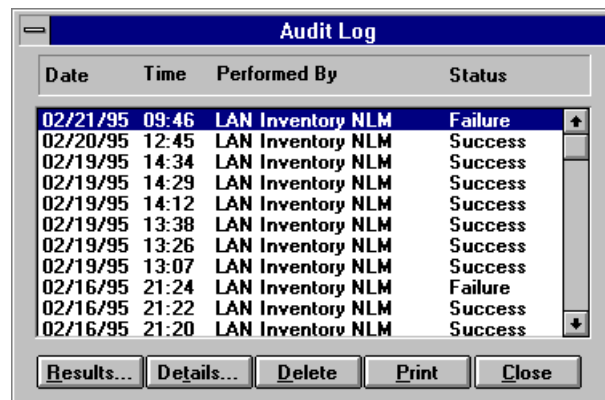 Audit Log
Date Time Performed By Status
02/21/95 09:46 LAN Inventory NLM Failure
02/20/95 12:45 LAN Inventory NLM Success
02/19/95 14:34 LAN Inventory NLM Success
02/19/95 14:29 LAN Inventory NLM Success
02/19/95 14:12 LAN Inventory NLM Success
02/19/95 13:38 LAN Inventory NLM Success
02/19/95 13:26 LAN Inventory NLM Success
02/19/95 13:07 LAN Inventory NLM Success
02/16/95 21:24 LAN Inventory NLM Failure
02/16/95 21:22 LAN Inventory NLM Success
02/16/95 21:20 LAN Inventory NLM Success
Results... Details... Delete Print Close